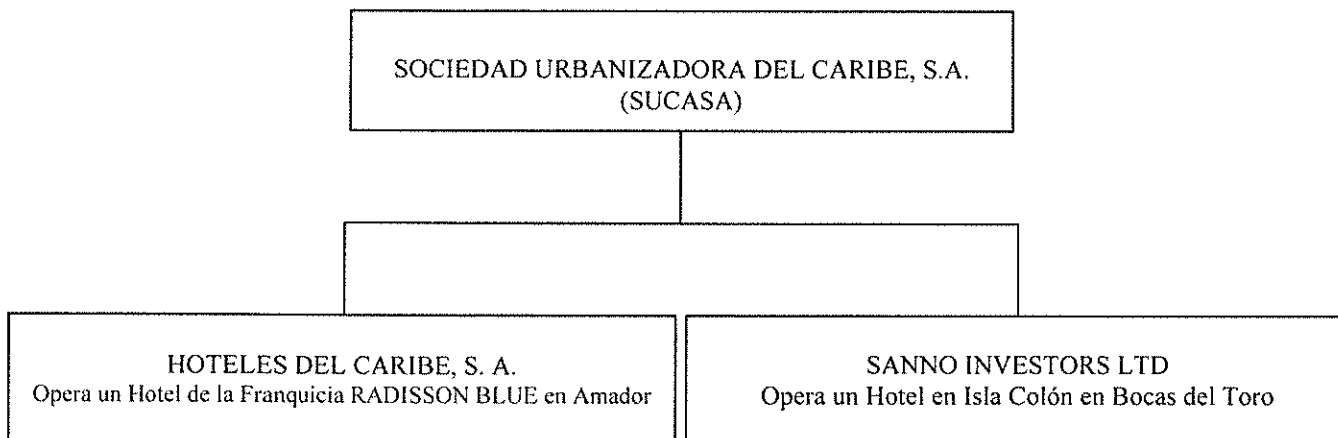 SOCIEDAD URBANIZADORA DEL CARIBE, S.A.
(SUCASA)
HOTELES DEL CARIBE, S. A.
Opera un Hotel de la Franquicia RADISSON BLUE en Amador
SANNO INVESTORS LTD
Opera un Hotel en Isla Colón en Bocas del Toro